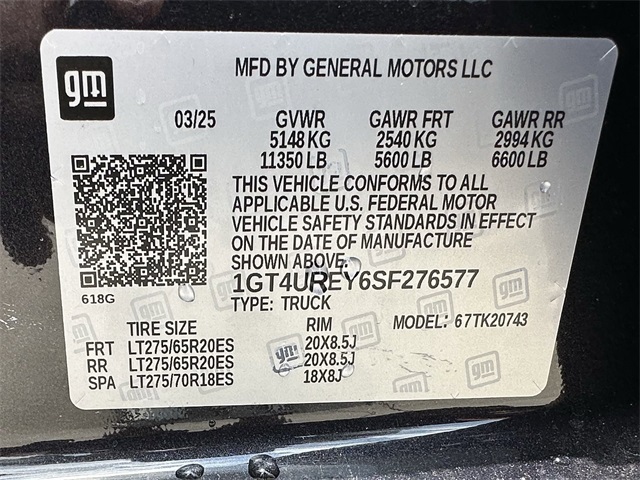 gm
MFD BY GENERAL MOTORS LLC
03/25 GVWR GAWR FRT GAWR RR
5148 KG 2540 KG 2994 KG
11350 LB 5600 LB 6600 LB
THIS VEHICLE CONFORMS TO ALL
APPLICABLE U.S. FEDERAL MOTOR
VEHICLE SAFETY STANDARDS IN EFFECT
ON THE DATE OF MANUFACTURE
SHOWN ABOVE.
618G
1GT4UREY6SF276577
TYPE: TRUCK
TIRE SIZE RIM MODEL: 67TK20743
FRT LT275/65R20ES 20X8.5J
RR LT275/65R20ES 20X8.5J
SPA LT275/70R18ES 18X8J